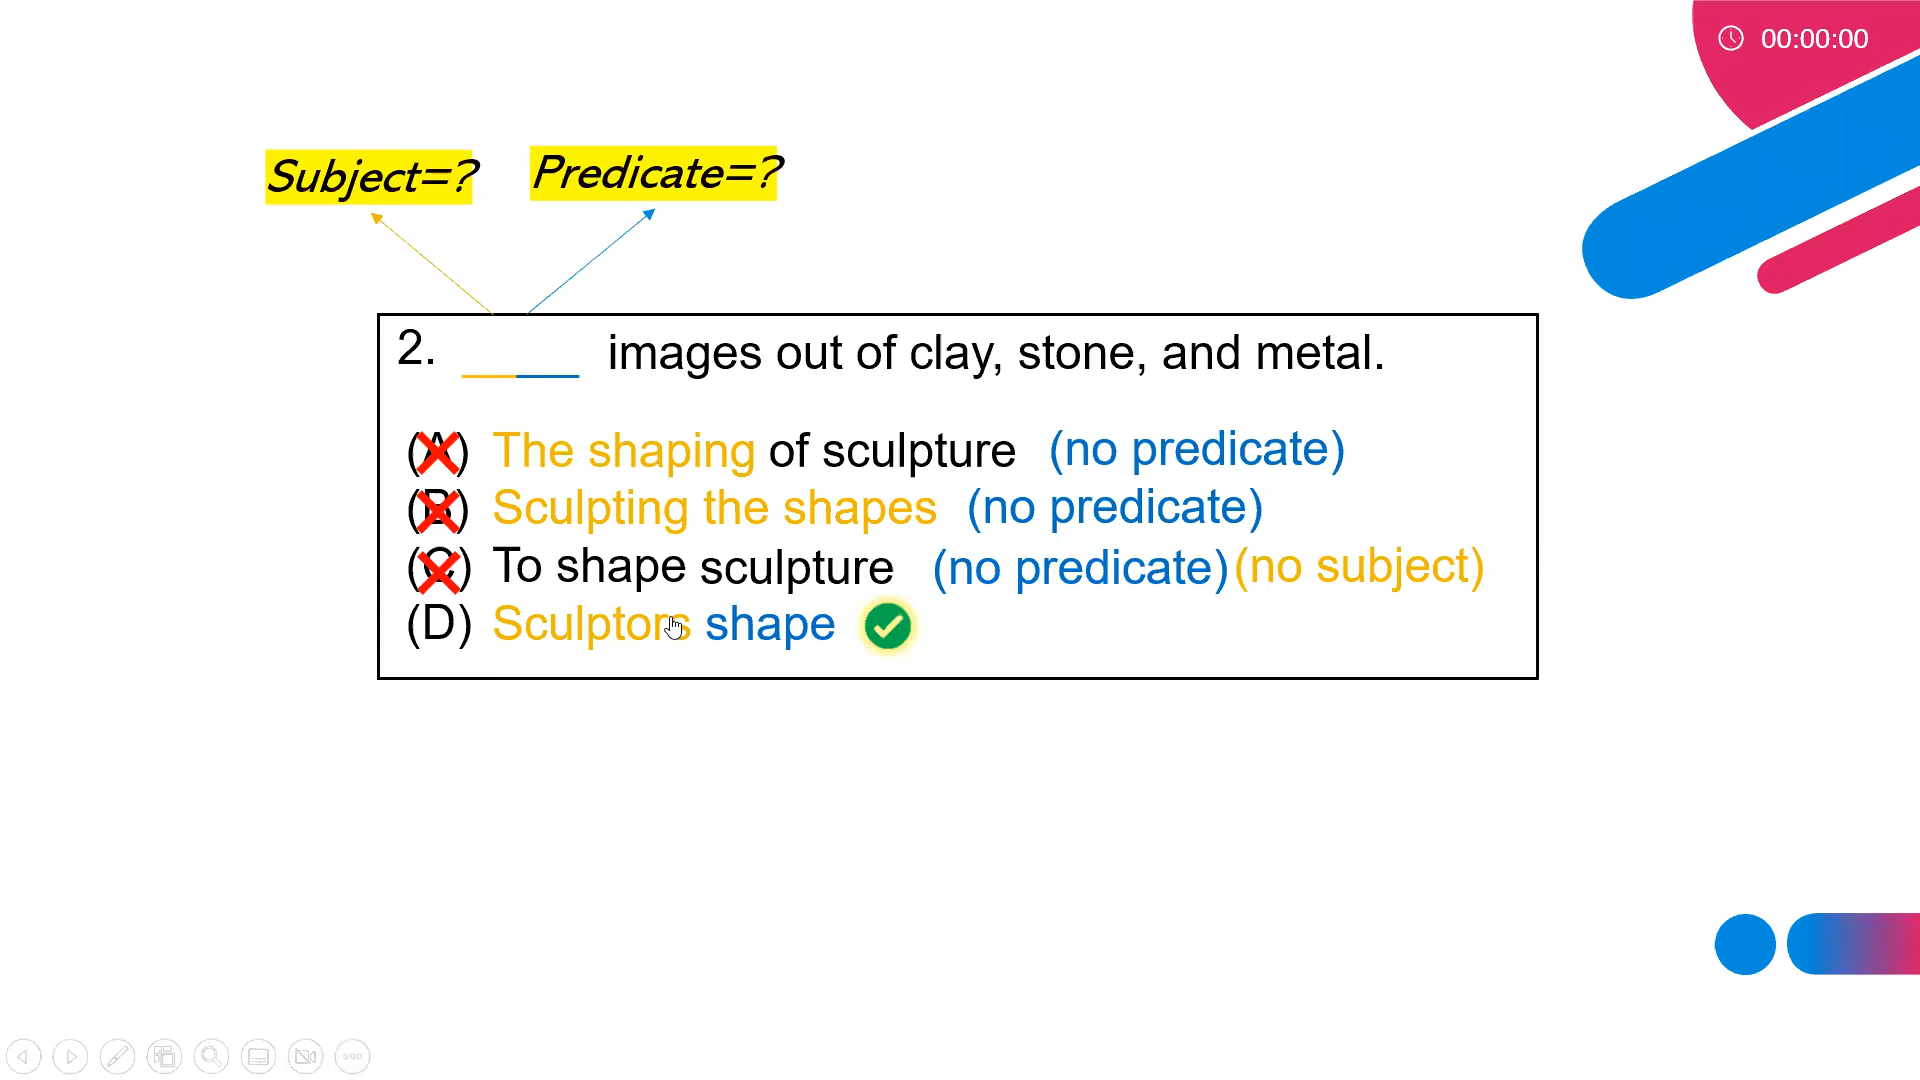 00:00:00
Subject=? Predicate=?
2. ____ images out of clay, stone, and metal.
(A) The shaping of sculpture (no predicate)
(B) Sculpting the shapes (no predicate)
(C) To shape sculpture (no predicate)(no subject)
(D) Sculptors shape